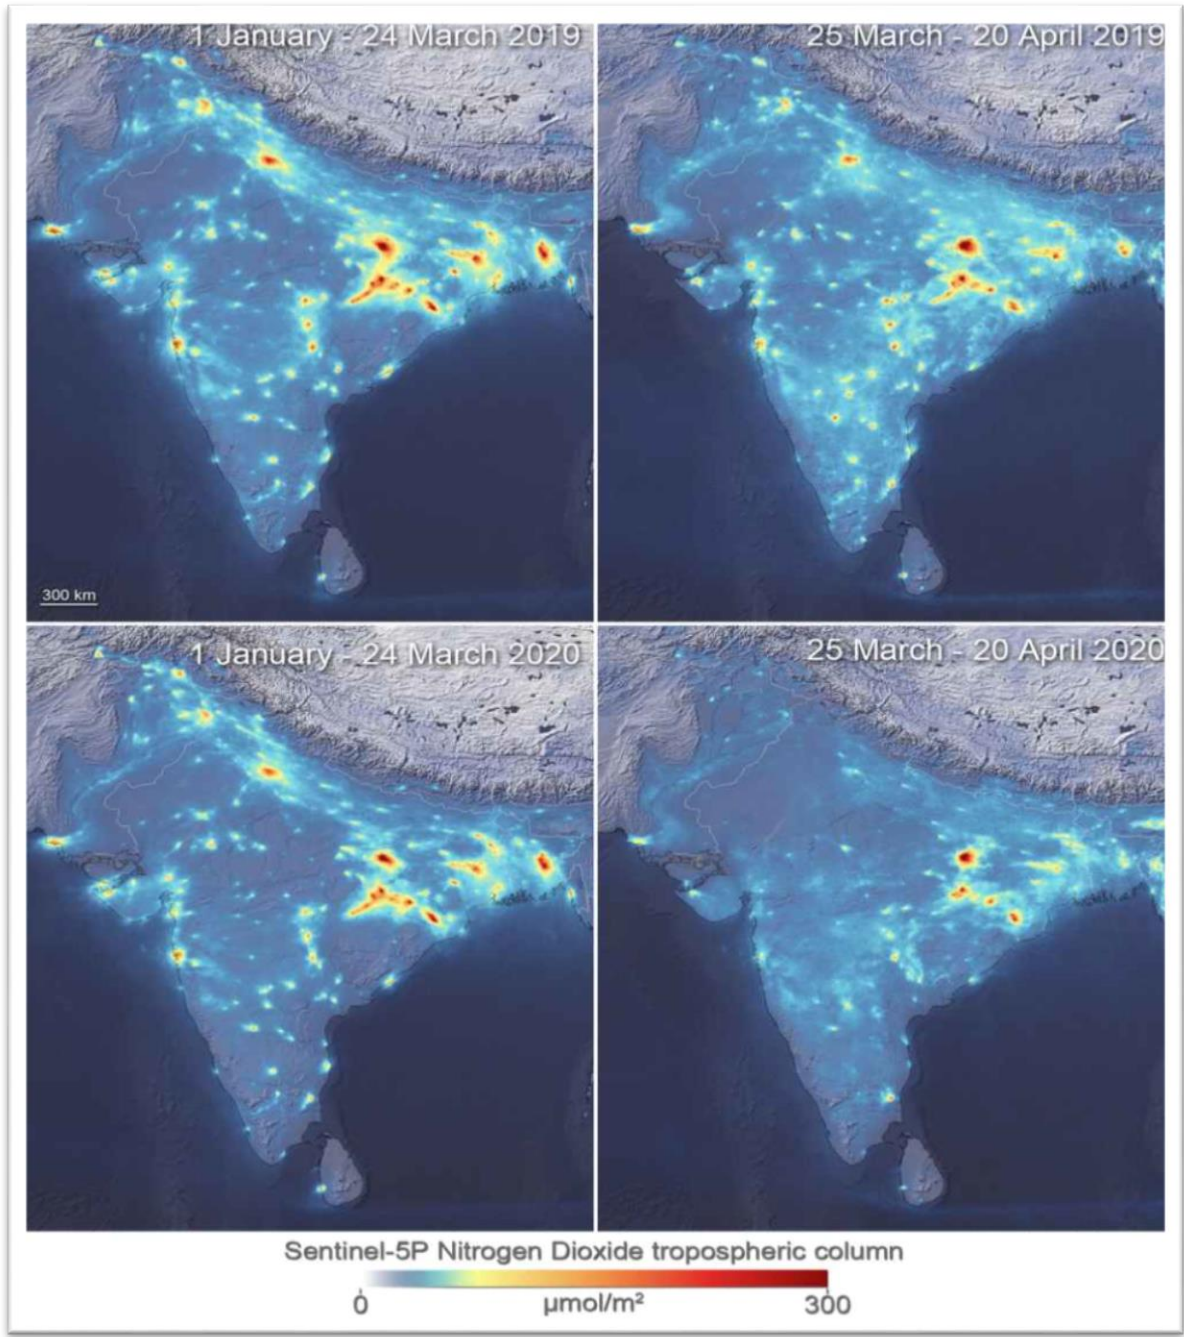 1 January - 24 March 2019
25 March - 20 April 2019
300 km
1 January - 24 March 2020
25 March - 20 April 2020
Sentinel-5P Nitrogen Dioxide tropospheric column
0 µmol/m² 300